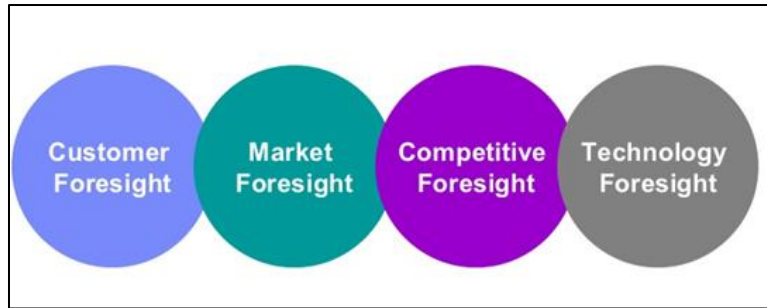 Customer
Foresight
Market
Foresight
Competitive
Foresight
Technology
Foresight